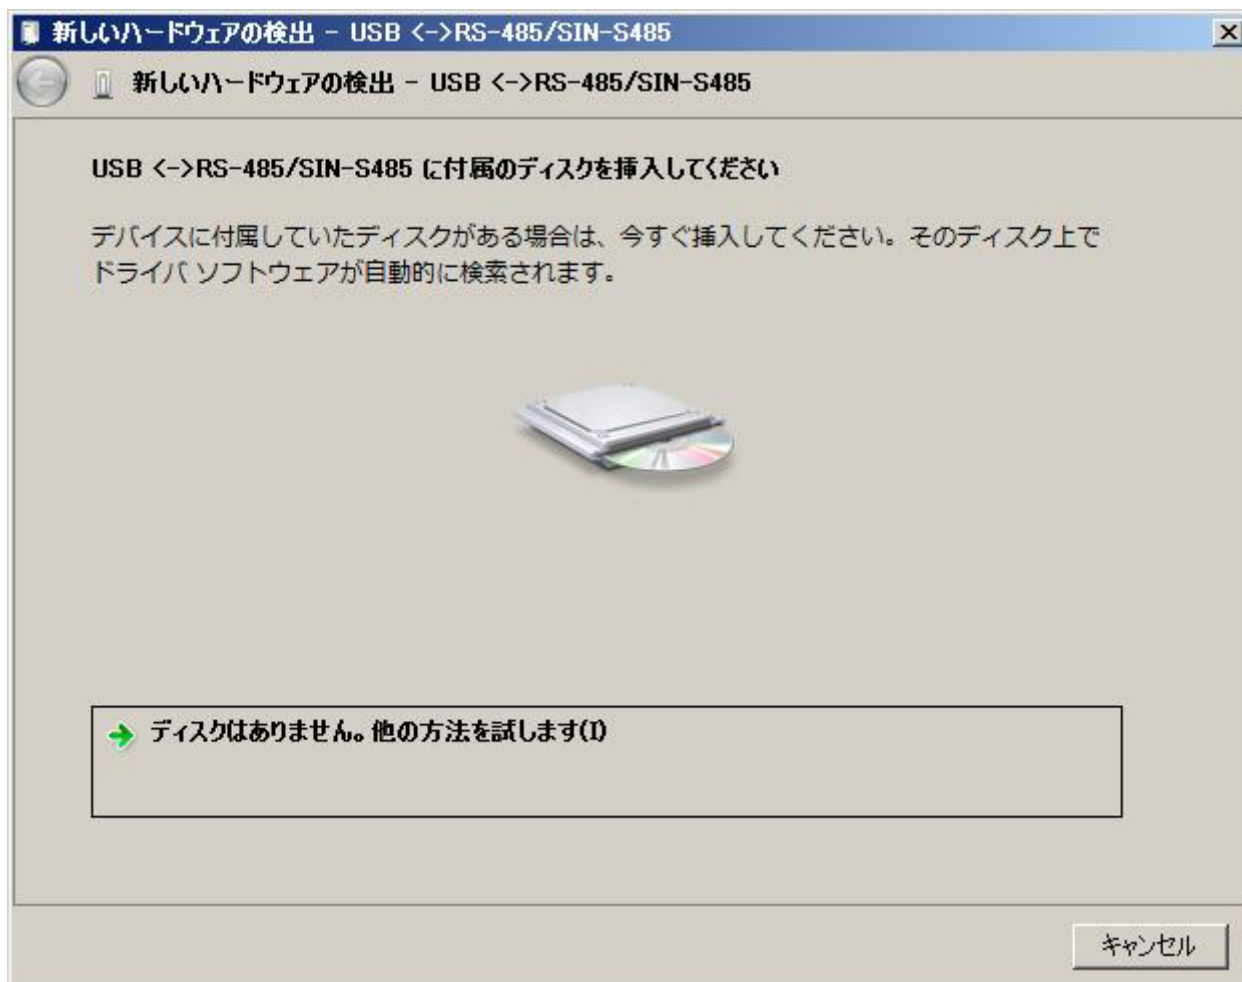 新しいハードウェアの検出 - USB <->RS-485/SIN-S485
新しいハードウェアの検出 - USB <->RS-485/SIN-S485
USB <->RS-485/SIN-S485 に付属のディスクを挿入してください
デバイスに付属していたディスクがある場合は、今すぐ挿入してください。そのディスク上で
ドライバ ソフトウェアが自動的に検索されます。
ディスクはありません。他の方法を試します(I)
キャンセル